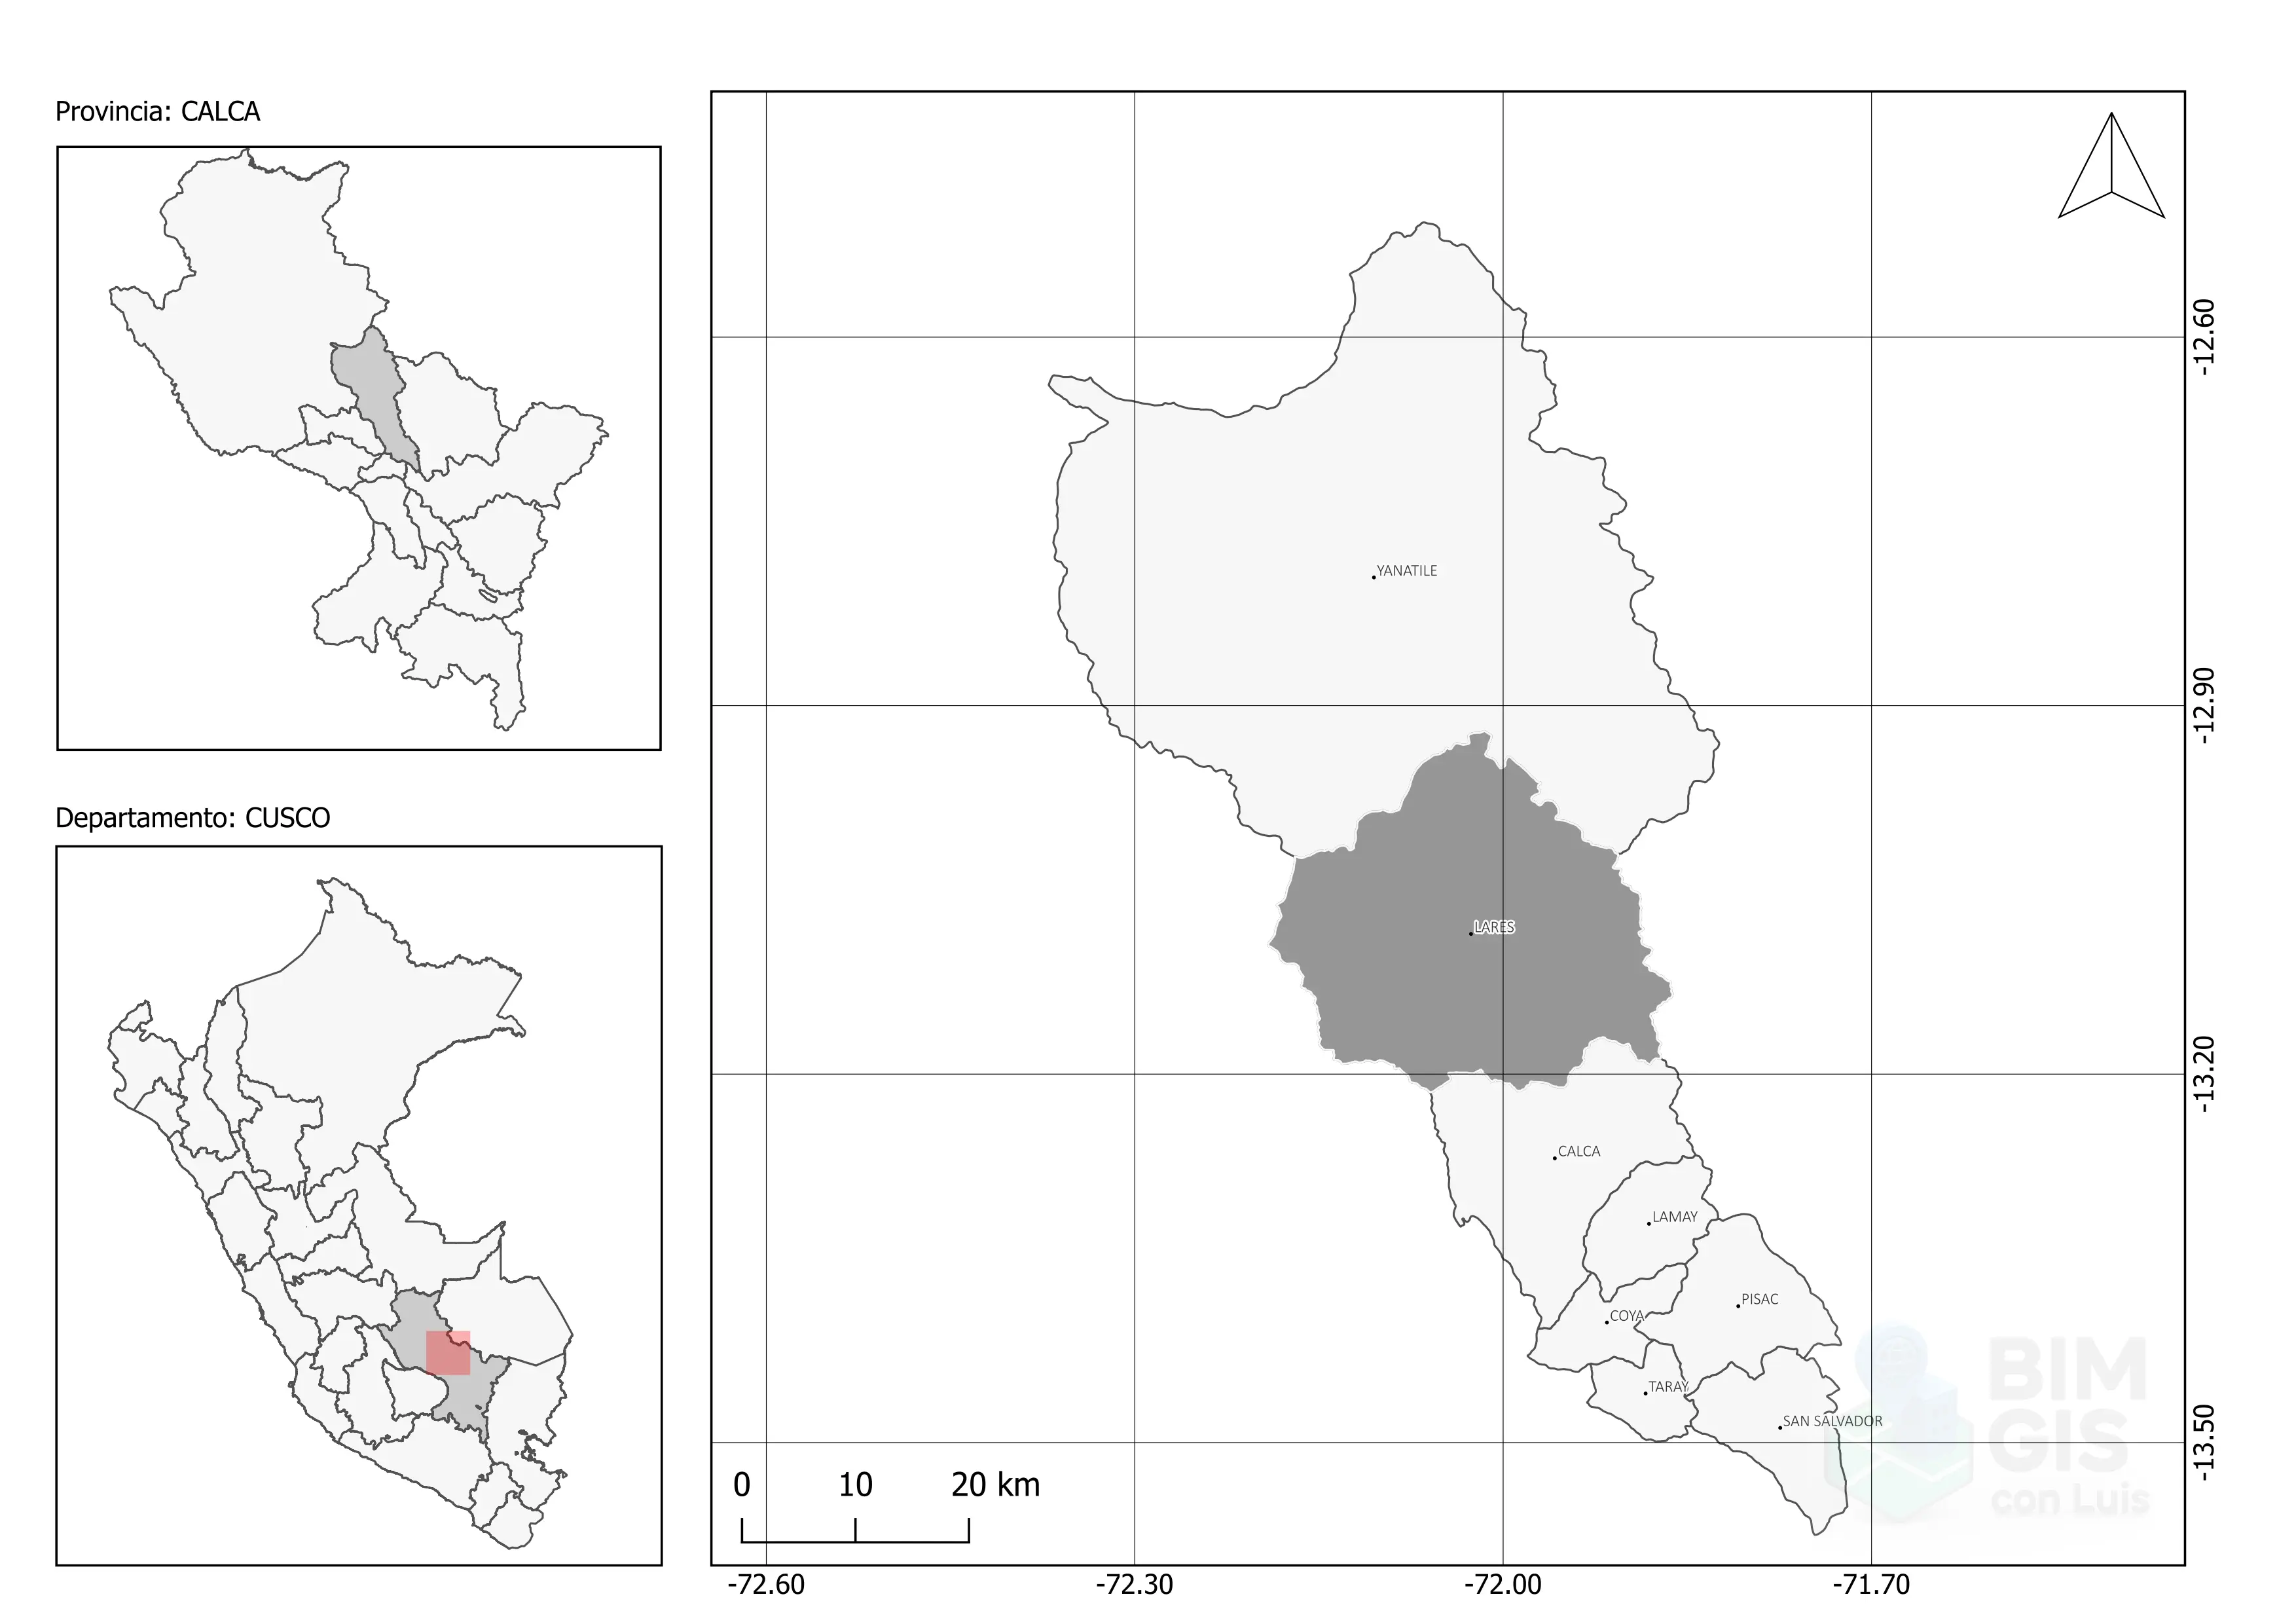 Provincia: CALCA
Departamento: CUSCO
YANATILE
LARES
CALCA
LAMAY
PISAC
COYA
TARAY
SAN SALVADOR
BIM
GIS
con Luis
0 10 20 km
-12.60
-12.90
-13.20
-13.50
-72.60 -72.30 -72.00 -71.70